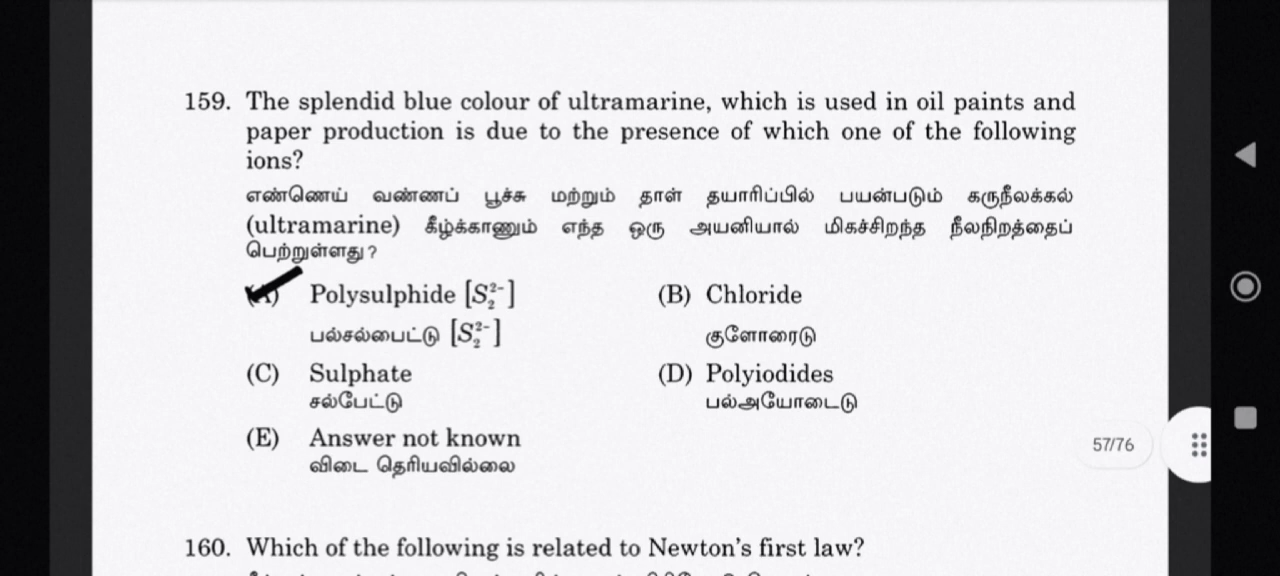 159. The splendid blue colour of ultramarine, which is used in oil paints and
paper production is due to the presence of which one of the following
ions?
எண்ணெய் வண்ணப் பூச்சு மற்றும் தாள் தயாரிப்பில் பயன்படும் கருநீலக்கல்
(ultramarine) கீழ்க்காணும் எந்த ஒரு அயனியால் மிகச்சிறந்த நீலநிறத்தைப்
பெற்றுள்ளது?
Polysulphide [S₂²⁻] (B) Chloride
பல்சல்பைட்டு [S₂²⁻] குளோரைடு
(C) Sulphate (D) Polyiodides
சல்பேட்டு பல்அயோடைடு
(E) Answer not known
விடை தெரியவில்லை
57/76
160. Which of the following is related to Newton's first law?